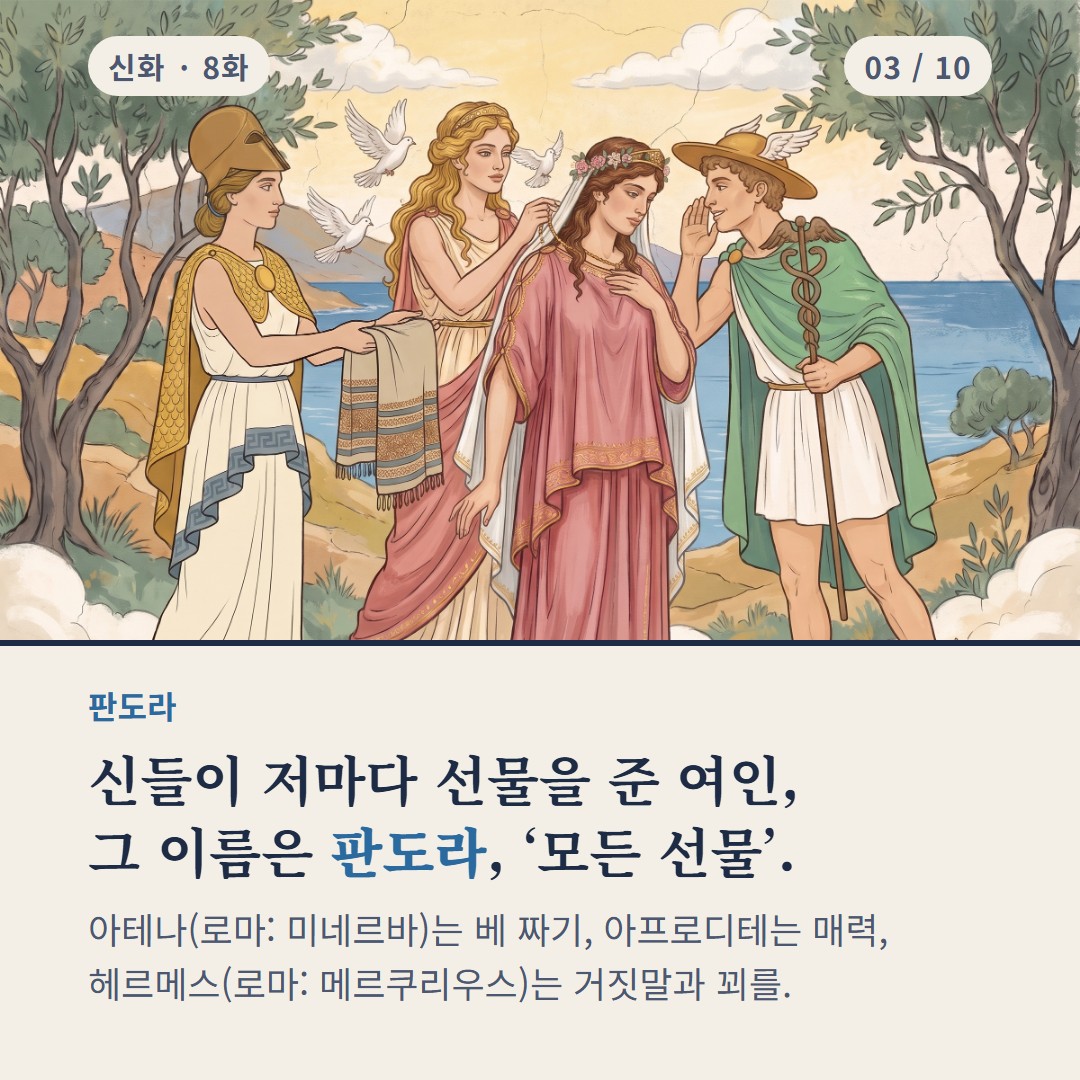 신화 · 8화
03 / 10
판도라
신들이 저마다 선물을 준 여인,
그 이름은 판도라, ‘모든 선물’.
아테나(로마: 미네르바)는 베 짜기, 아프로디테는 매력,
헤르메스(로마: 메르쿠리우스)는 거짓말과 꾀를.